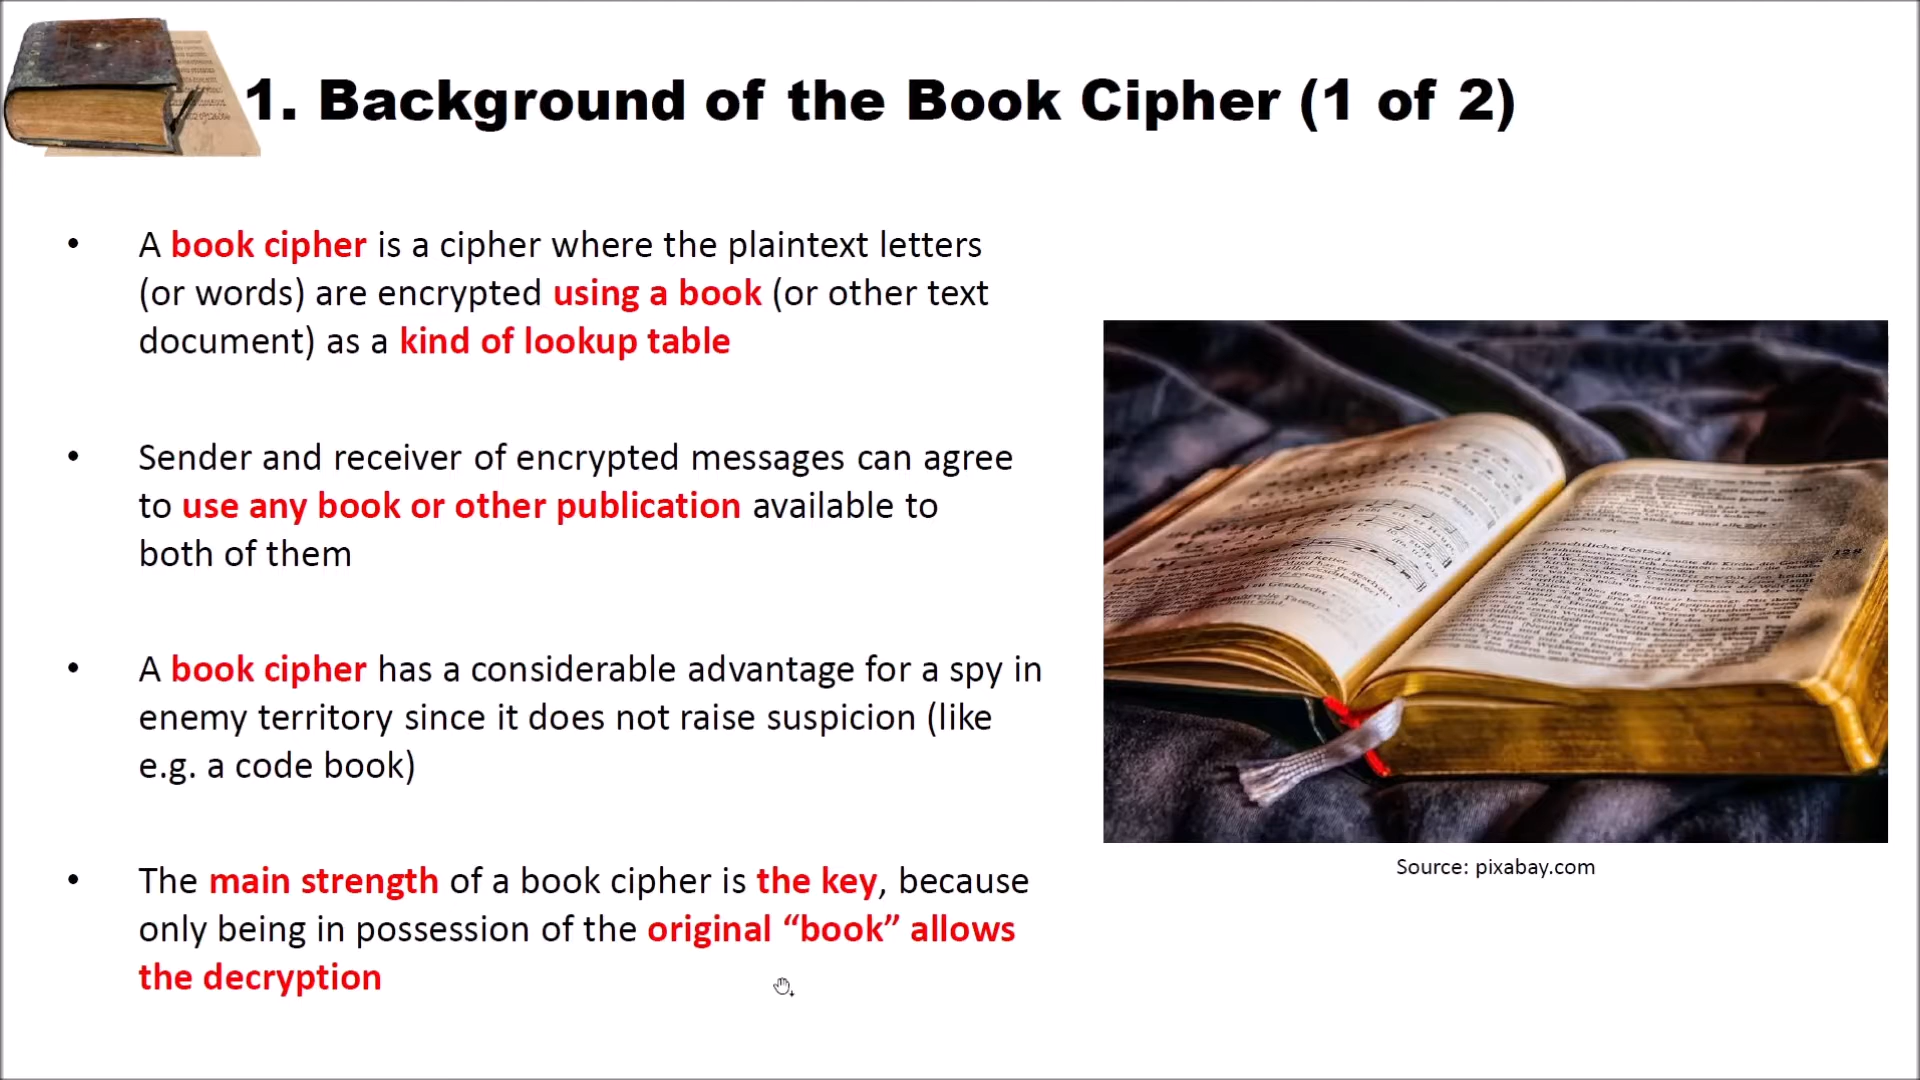 1. Background of the Book Cipher (1 of 2)
• A book cipher is a cipher where the plaintext letters
(or words) are encrypted using a book (or other text
document) as a kind of lookup table
• Sender and receiver of encrypted messages can agree
to use any book or other publication available to
both of them
• A book cipher has a considerable advantage for a spy in
enemy territory since it does not raise suspicion (like
e.g. a code book)
• The main strength of a book cipher is the key, because
only being in possession of the original “book” allows
the decryption
Source: pixabay.com